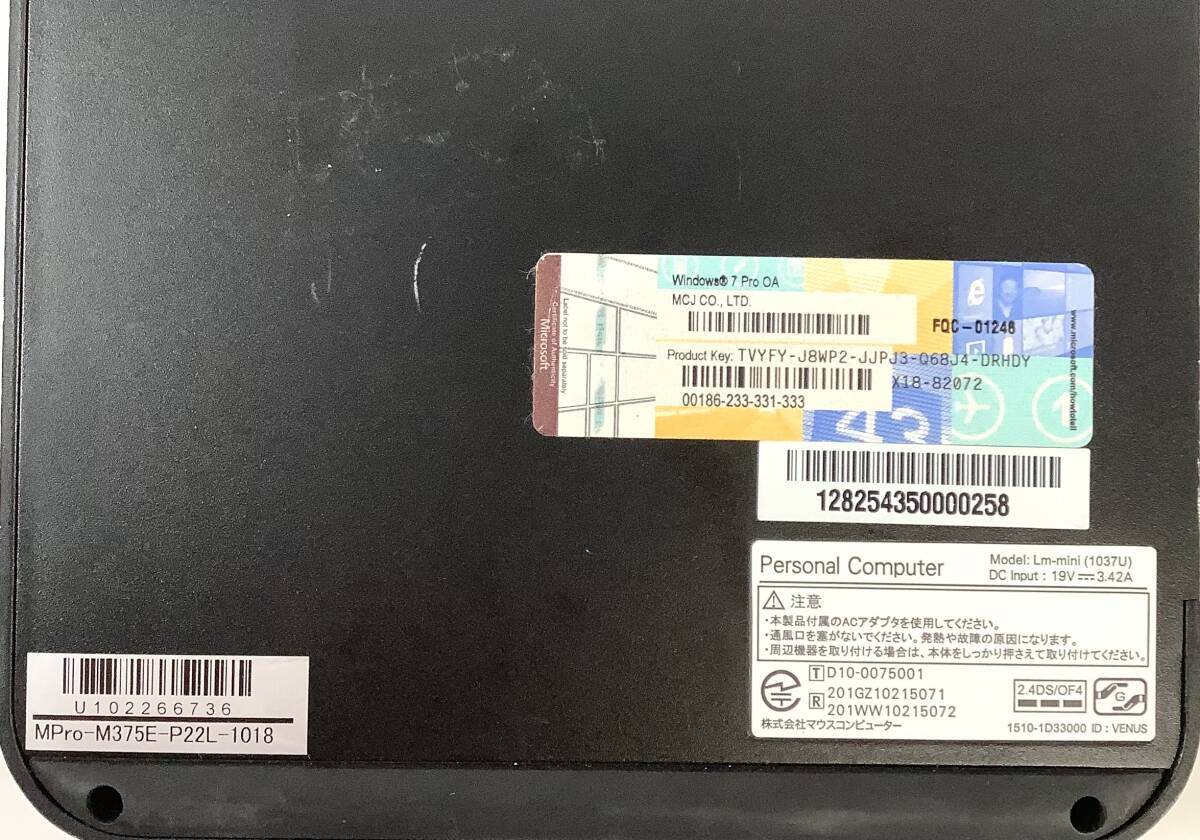 Windows® 7 Pro OA
MCJ CO., LTD.
FQC-01246
Product Key: TVYFY-J8WP2-JJPJ3-Q68J4-DRHDY
X18-82072
00186-233-331-333
Label not to be sold separately
Certificate of Authenticity
Microsoft
www.microsoft.com/howtotell
A3
128254350000258
Personal Computer
Model: Lm-mini (1037U)
DC Input : 19V 3.42A
注意
・本製品付属のACアダプタを使用してください。
・通風口を塞がないでください。発熱や故障の原因になります。
・周辺機器を取り付ける場合は、本体をしっかり押さえて取り付けてください。
T D10-0075001
R 201GZ10215071
201WW10215072
株式会社マウスコンピューター
2.4DS/OF4
G
1510-1D33000 ID : VENUS
U102266736
MPro-M375E-P22L-1018